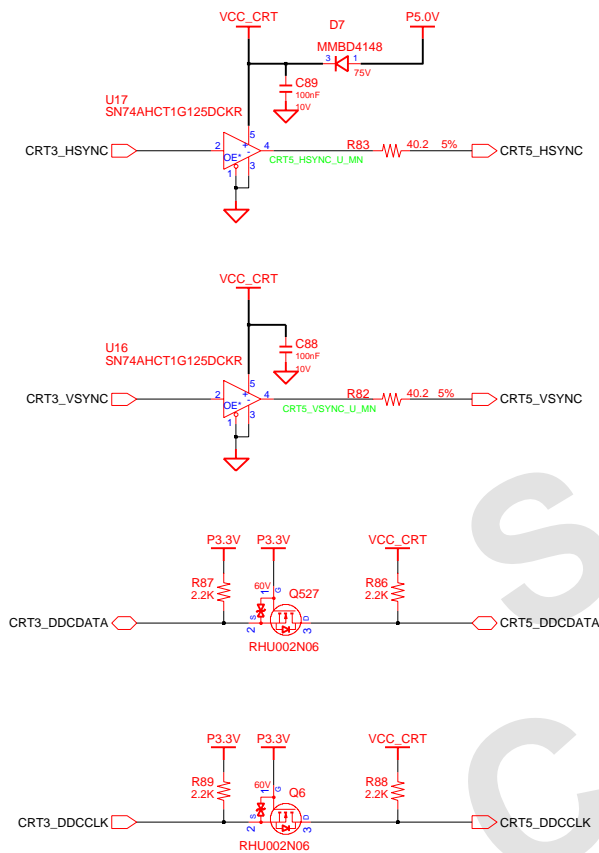 VCC_CRT
D7
P5.0V
MMBD4148
3 1
75V
C89
100nF
10V
U17
SN74AHCT1G125DCKR
CRT3_HSYNC
2
5
+
-
OE*
4
1
3
CRT5_HSYNC_U_MN
R83
40.2 5%
CRT5_HSYNC
VCC_CRT
C88
100nF
10V
U16
SN74AHCT1G125DCKR
CRT3_VSYNC
2
5
+
-
OE*
4
1
3
CRT5_VSYNC_U_MN
R82
40.2 5%
CRT5_VSYNC
P3.3V
P3.3V
VCC_CRT
R87
2.2K
60V
1
G
Q527
R86
2.2K
CRT3_DDCDATA
2
S
3
D
CRT5_DDCDATA
RHU002N06
P3.3V
P3.3V
VCC_CRT
R89
2.2K
60V
1
G
Q6
R88
2.2K
CRT3_DDCCLK
2
S
3
D
CRT5_DDCCLK
RHU002N06
S
C